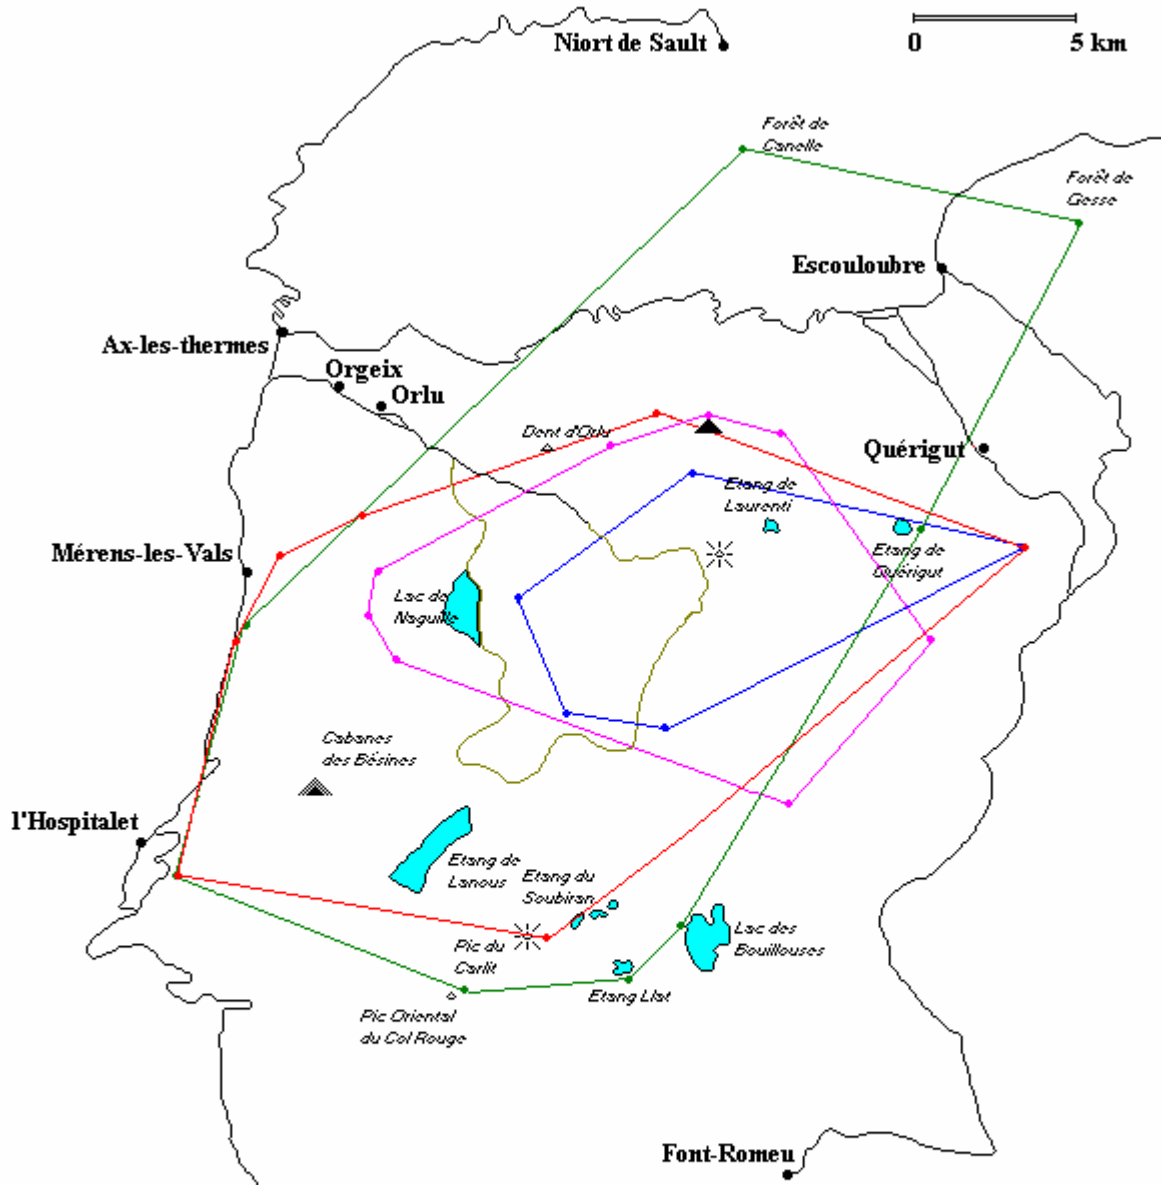 Niort de Sault
0 5 km
Forêt de
Canelle
Forêt de
Gesse
Escouloubre
Ax-les-thermes
Orgeix
Orlu
Dent d'Orlu
Quérigut
Etang de
Laurenti
Etang de
Quérigut
Mérens-les-Vals
Lac de
Naguille
Cabanes
des Bésines
l'Hospitalet
Etang de
Lanous
Etang du
Soubiran
Pic du
Carlit
Lac des
Bouillouses
Etang Llat
Pic Oriental
du Col Rouge
Font-Romeu